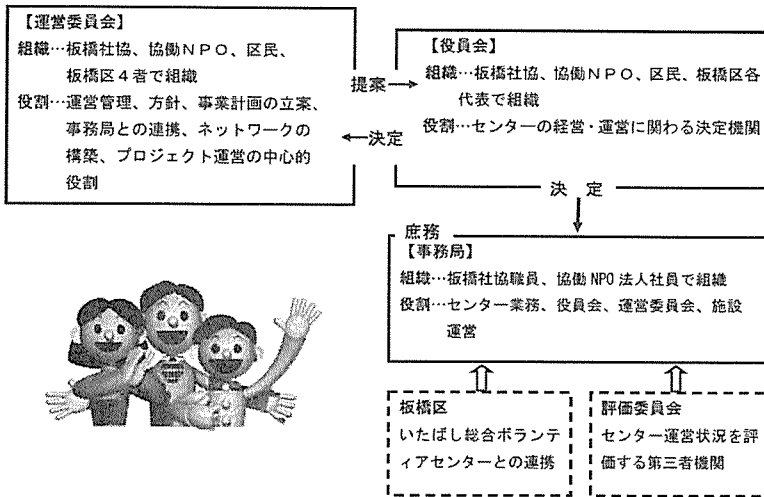 【運営委員会】
組織…板橋社協、協働ＮＰＯ、区民、
板橋区４者で組織
役割…運営管理、方針、事業計画の立案、
事務局との連携、ネットワークの
構築、プロジェクト運営の中心的
役割
提案
決定
【役員会】
組織…板橋社協、協働ＮＰＯ、区民、板橋区各
代表で組織
役割…センターの経営・運営に関わる決定機関
決 定
庶務
【事務局】
組織…板橋社協職員、協働 NPO 法人社員で組織
役割…センター業務、役員会、運営委員会、施設
運営
板橋区
いたばし総合ボランテ
ィアセンターとの連携
評価委員会
センター運営状況を評
価する第三者機関